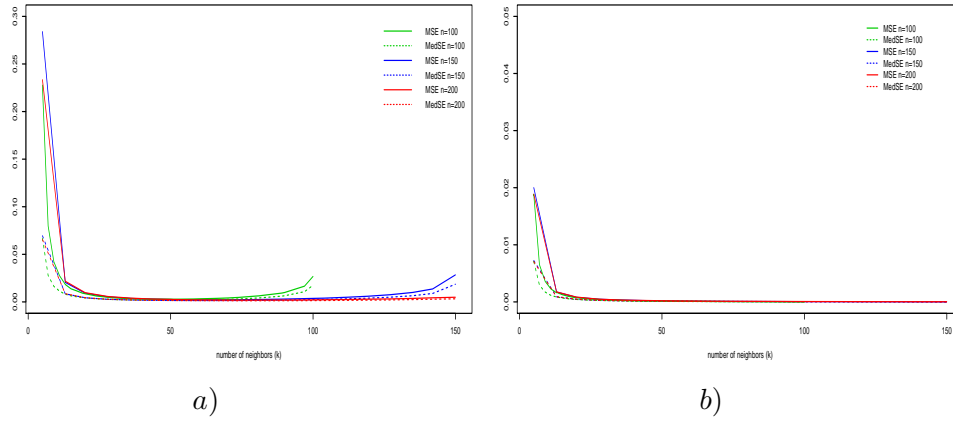 0.30
0.25
0.20
0.15
0.10
0.05
0.00
0
50
100
150
number of neighbors (k)
MSE n=100
MedSE n=100
MSE n=150
MedSE n=150
MSE n=200
MedSE n=200
a)
0.05
0.04
0.03
0.02
0.01
0.00
0
50
100
150
number of neighbors (k)
MSE n=100
MedSE n=100
MSE n=150
MedSE n=150
MSE n=200
MedSE n=200
b)